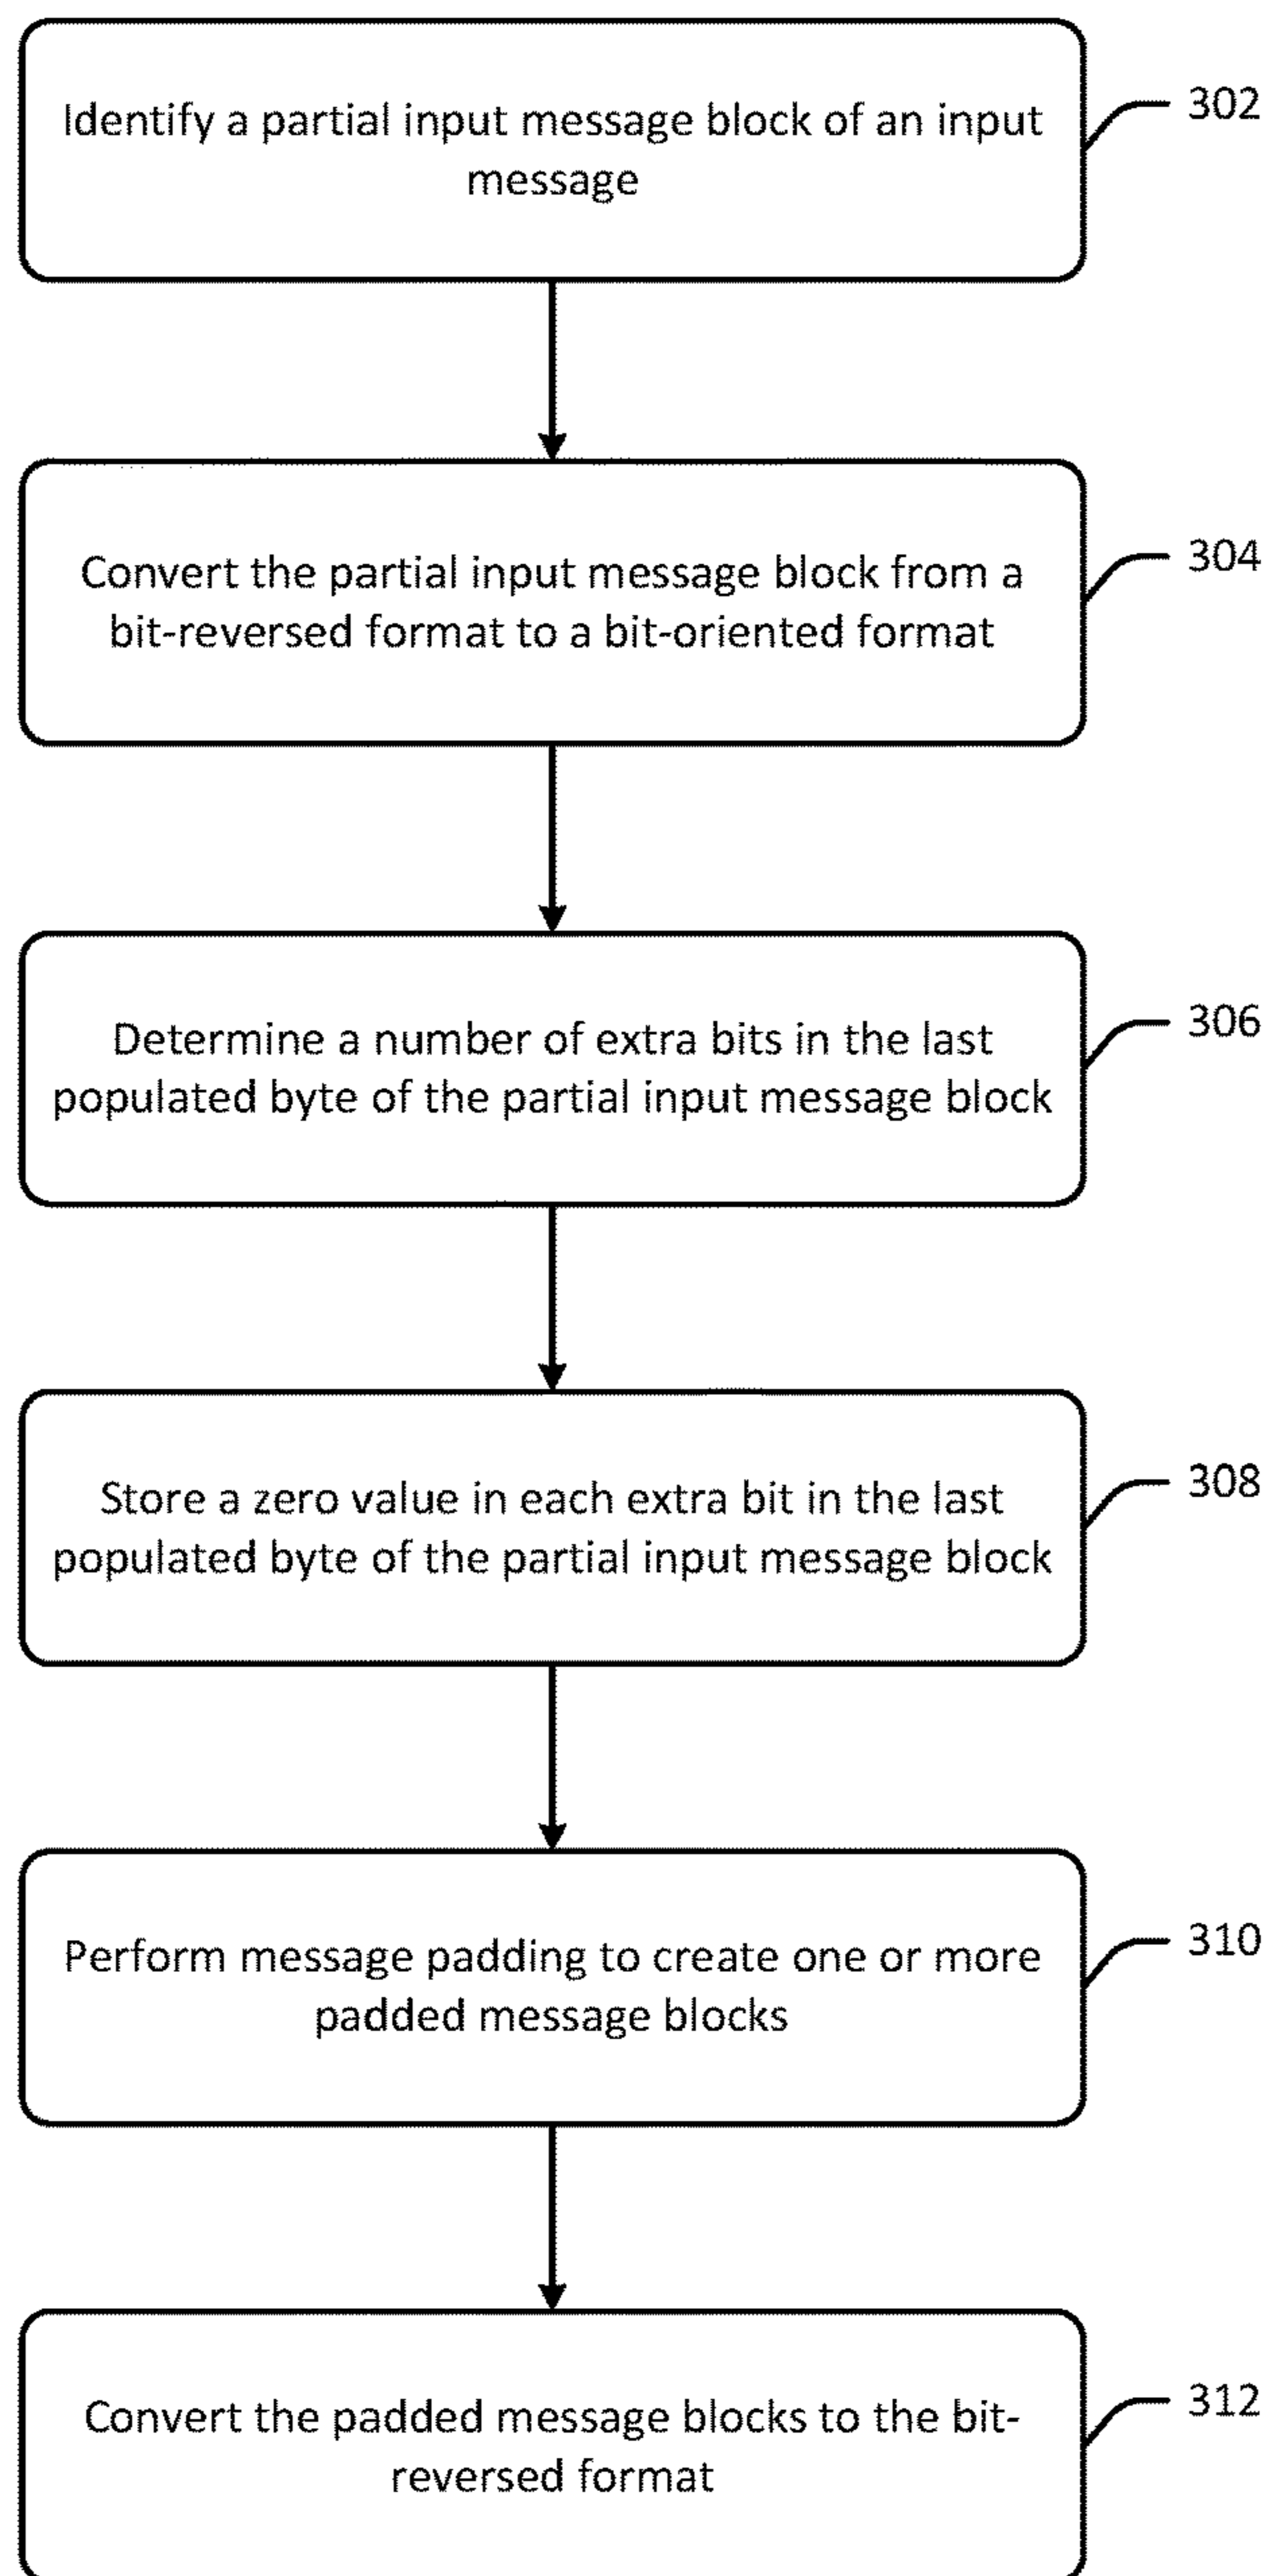 Identify a partial input message block of an input
message
302
Convert the partial input message block from a
bit-reversed format to a bit-oriented format
304
Determine a number of extra bits in the last
populated byte of the partial input message block
306
Store a zero value in each extra bit in the last
populated byte of the partial input message block
308
Perform message padding to create one or more
padded message blocks
310
Convert the padded message blocks to the bit-
reversed format
312